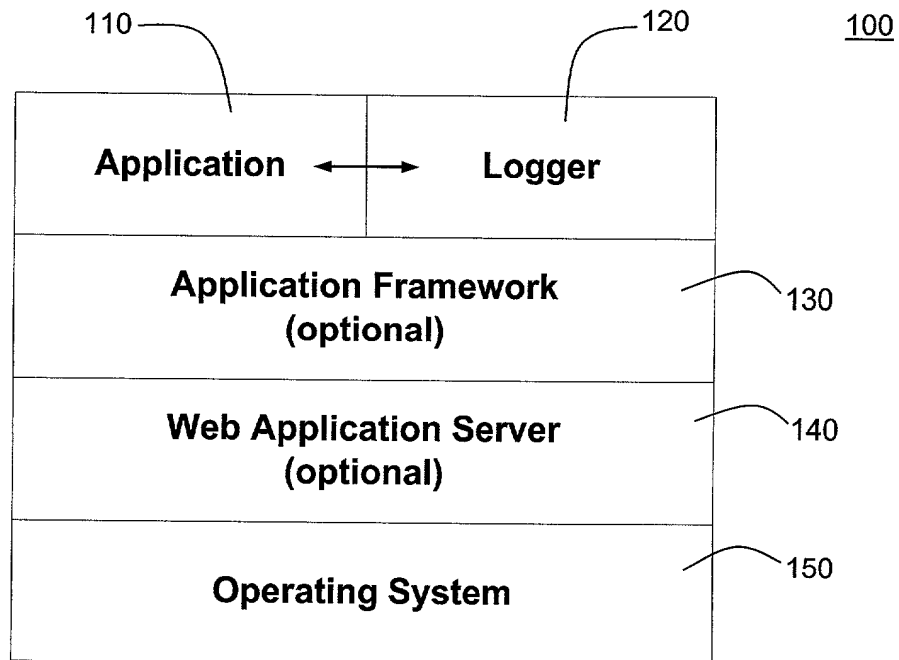 110
120
100
Application
Logger
Application Framework
(optional)
130
Web Application Server
(optional)
140
Operating System
150